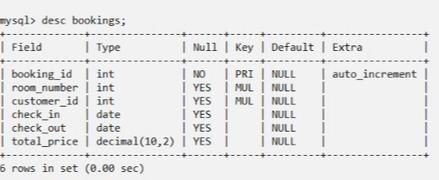 mysql> desc bookings;
+--------------+---------------+------+-----+---------+----------------+
| Field | Type | Null | Key | Default | Extra |
+--------------+---------------+------+-----+---------+----------------+
| booking_id | int | NO | PRI | NULL | auto_increment |
| room_number | int | YES | MUL | NULL | |
| customer_id | int | YES | MUL | NULL | |
| check_in | date | YES | | NULL | |
| check_out | date | YES | | NULL | |
| total_price | decimal(10,2) | YES | | NULL | |
+--------------+---------------+------+-----+---------+----------------+
6 rows in set (0.00 sec)